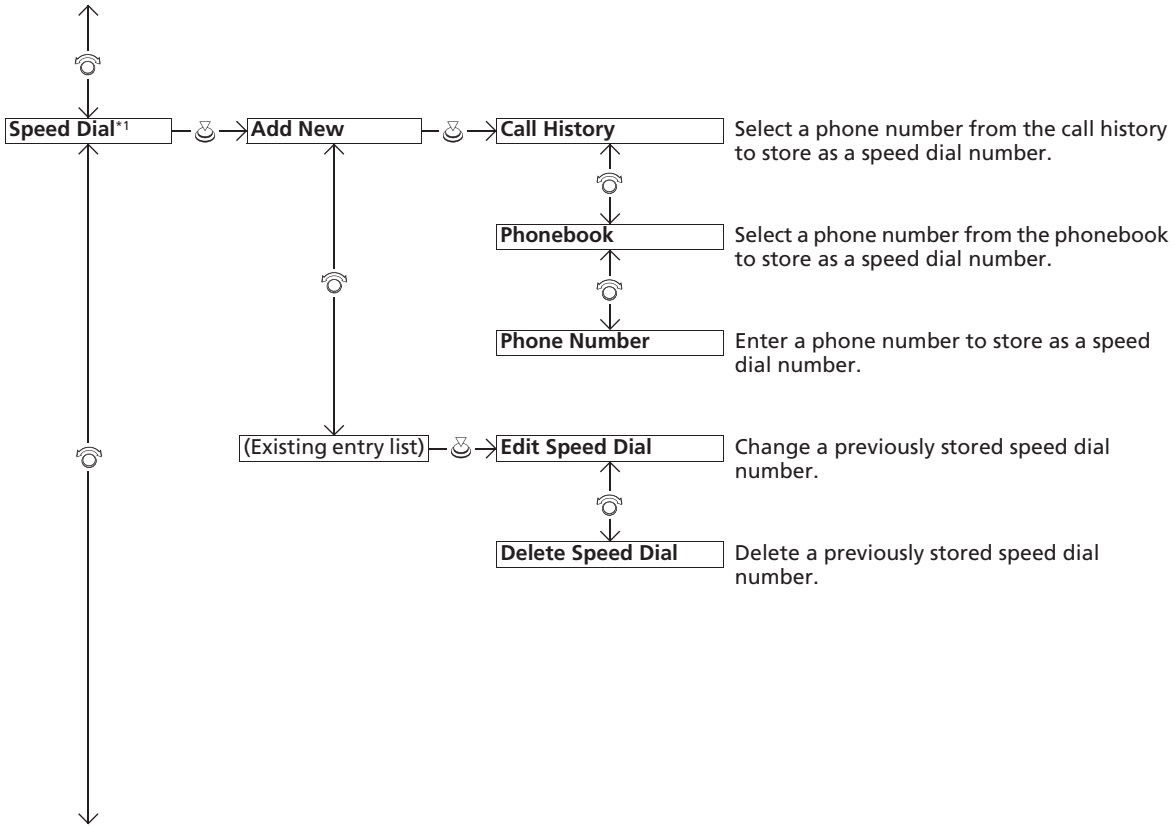 Speed Dial*1
Add New
Call History
Select a phone number from the call history
to store as a speed dial number.
Phonebook
Select a phone number from the phonebook
to store as a speed dial number.
Phone Number
Enter a phone number to store as a speed
dial number.
(Existing entry list)
Edit Speed Dial
Change a previously stored speed dial
number.
Delete Speed Dial
Delete a previously stored speed dial
number.